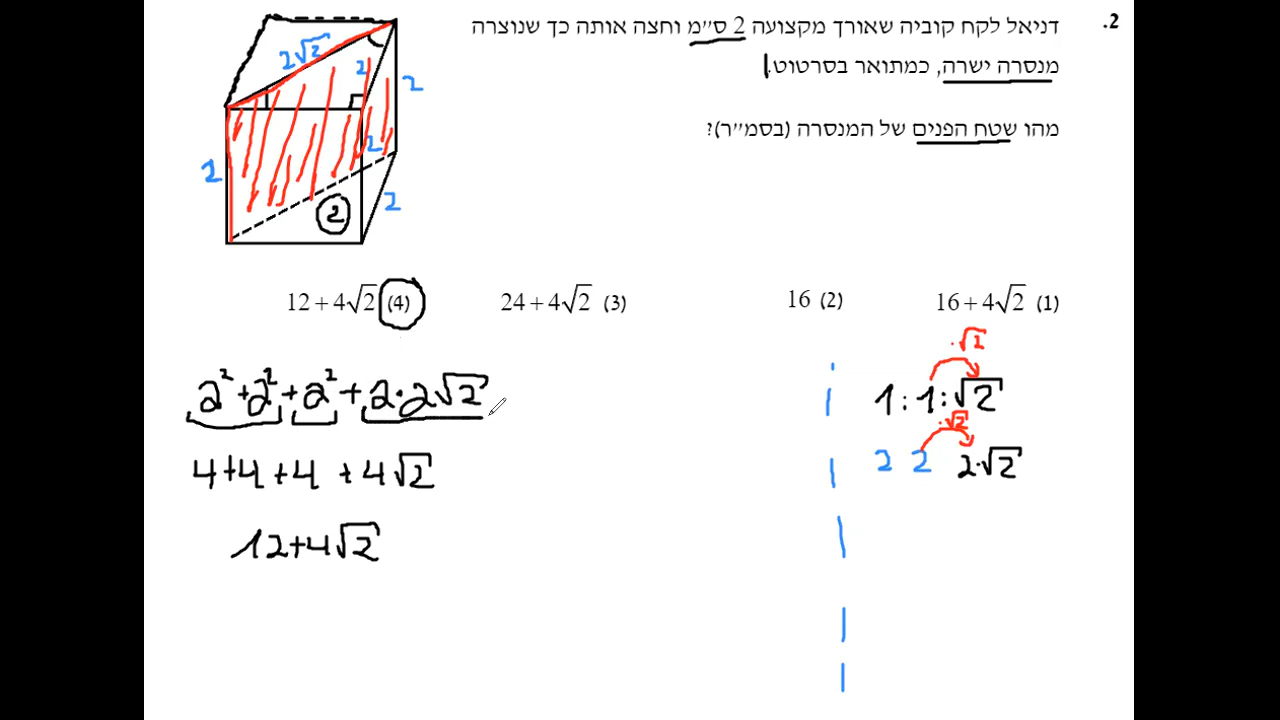 2. דניאל לקח קוביה שאורך מקצועה 2 ס״מ וחצה אותה כך שנוצרה
מנסרה ישרה, כמתואר בסרטוט.
מהו שטח הפנים של המנסרה (בסמ״ר)?
2√2
2
2
2
2
2
2
(1) 16 + 4√2
(2) 16
(3) 24 + 4√2
(4) 12 + 4√2
2² + 2² + 2² + 2·2√2
4+4 +4 + 4√2
12+4√2
·√2
1 : 1 : √2
·√2
2 2 2·√2